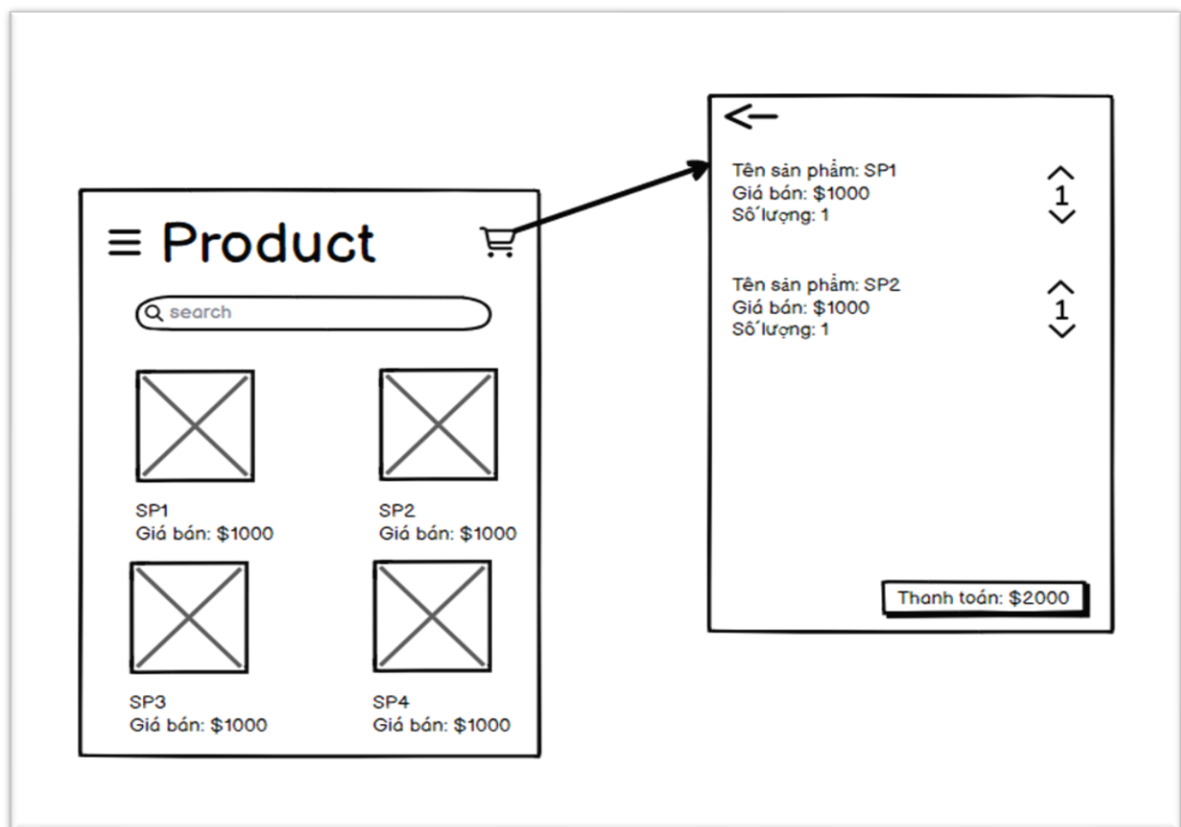 Product
search
SP1
Giá bán: $1000
SP2
Giá bán: $1000
SP3
Giá bán: $1000
SP4
Giá bán: $1000
Tên sản phẩm: SP1
Giá bán: $1000
Số lượng: 1
1
Tên sản phẩm: SP2
Giá bán: $1000
Số lượng: 1
1
Thanh toán: $2000